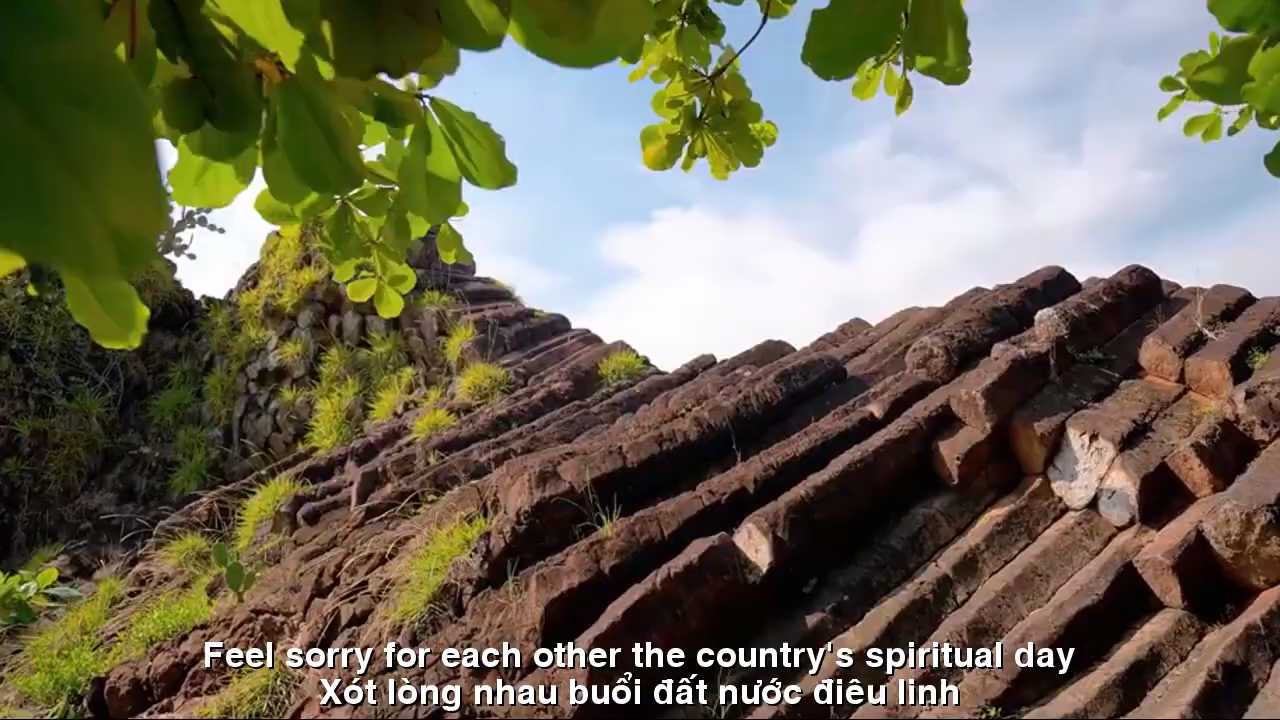 Feel sorry for each other the country's spiritual day
Xót lòng nhau buổi đất nước điêu linh